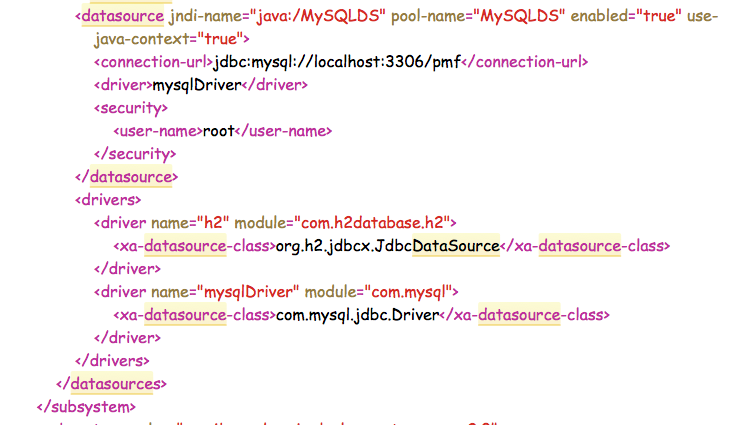 <datasource jndi-name="java:/MySQLDS" pool-name="MySQLDS" enabled="true" use-
java-context="true">
<connection-url>jdbc:mysql://localhost:3306/pmf</connection-url>
<driver>mysqlDriver</driver>
<security>
<user-name>root</user-name>
</security>
</datasource>
<drivers>
<driver name="h2" module="com.h2database.h2">
<xa-datasource-class>org.h2.jdbcx.JdbcDataSource</xa-datasource-class>
</driver>
<driver name="mysqlDriver" module="com.mysql">
<xa-datasource-class>com.mysql.jdbc.Driver</xa-datasource-class>
</driver>
</drivers>
</datasources>
</subsystem>